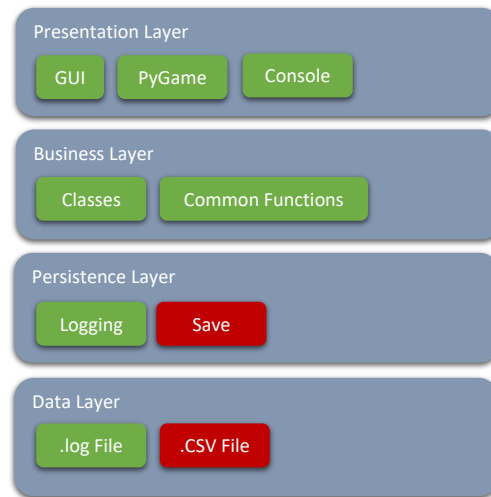 Presentation Layer
GUI PyGame Console
Business Layer
Classes Common Functions
Persistence Layer
Logging Save
Data Layer
.log File .CSV File